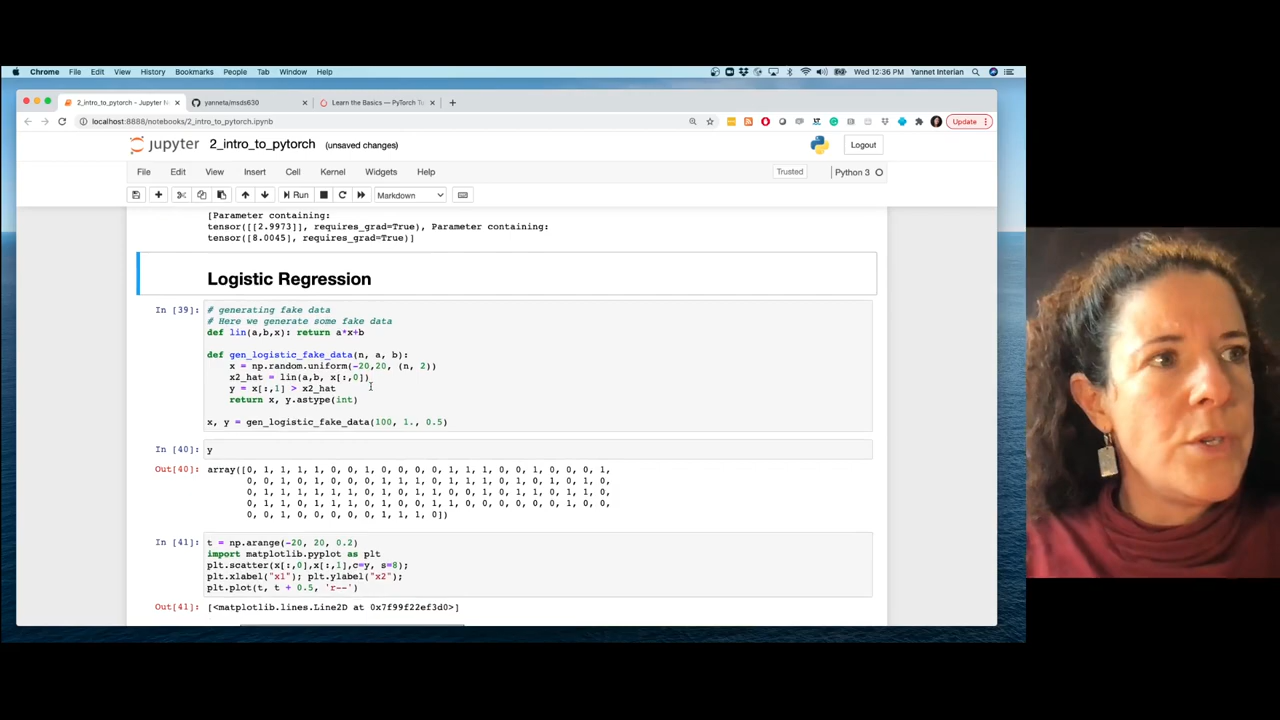 Chrome File Edit View History Bookmarks People Tab Window Help Wed 12:36 PM Yannet Interian
2_intro_to_pytorch - Jupyter N yanneta/msds630 Learn the Basics — PyTorch Tu
localhost:8888/notebooks/2_intro_to_pytorch.ipynb Update
jupyter 2_intro_to_pytorch (unsaved changes) Logout
File Edit View Insert Cell Kernel Widgets Help Trusted Python 3
Run Markdown
[Parameter containing:
tensor([[2.9973]], requires_grad=True), Parameter containing:
tensor([8.0045], requires_grad=True)]
Logistic Regression
In [39]: # generating fake data
# Here we generate some fake data
def lin(a,b,x): return a*x+b
def gen_logistic_fake_data(n, a, b):
x = np.random.uniform(-20,20, (n, 2))
x2_hat = lin(a,b, x[:,0])
y = x[:,1] > x2_hat
return x, y.astype(int)
x, y = gen_logistic_fake_data(100, 1., 0.5)
In [40]: y
Out[40]: array([0, 1, 1, 1, 1, 0, 0, 1, 0, 0, 0, 0, 1, 1, 1, 0, 0, 1, 0, 0, 0, 1,
0, 0, 1, 0, 0, 0, 0, 0, 1, 1, 0, 1, 1, 0, 1, 0, 0, 1, 0, 0,
0, 1, 1, 1, 1, 1, 1, 0, 1, 0, 1, 0, 1, 0, 0, 1, 0, 1, 1, 0,
0, 1, 1, 0, 1, 1, 1, 0, 1, 0, 1, 1, 0, 0, 0, 0, 0, 1, 0, 0,
0, 0, 1, 0, 0, 0, 0, 0, 1, 1, 1, 0])
In [41]: t = np.arange(-20, 20, 0.2)
import matplotlib.pyplot as plt
plt.scatter(x[:,0],x[:,1],c=y, s=8);
plt.xlabel("x1"); plt.ylabel("x2");
plt.plot(t, t + 0.5, 'r--')
Out[41]: [<matplotlib.lines.Line2D at 0x7f99f22ef3d0>]